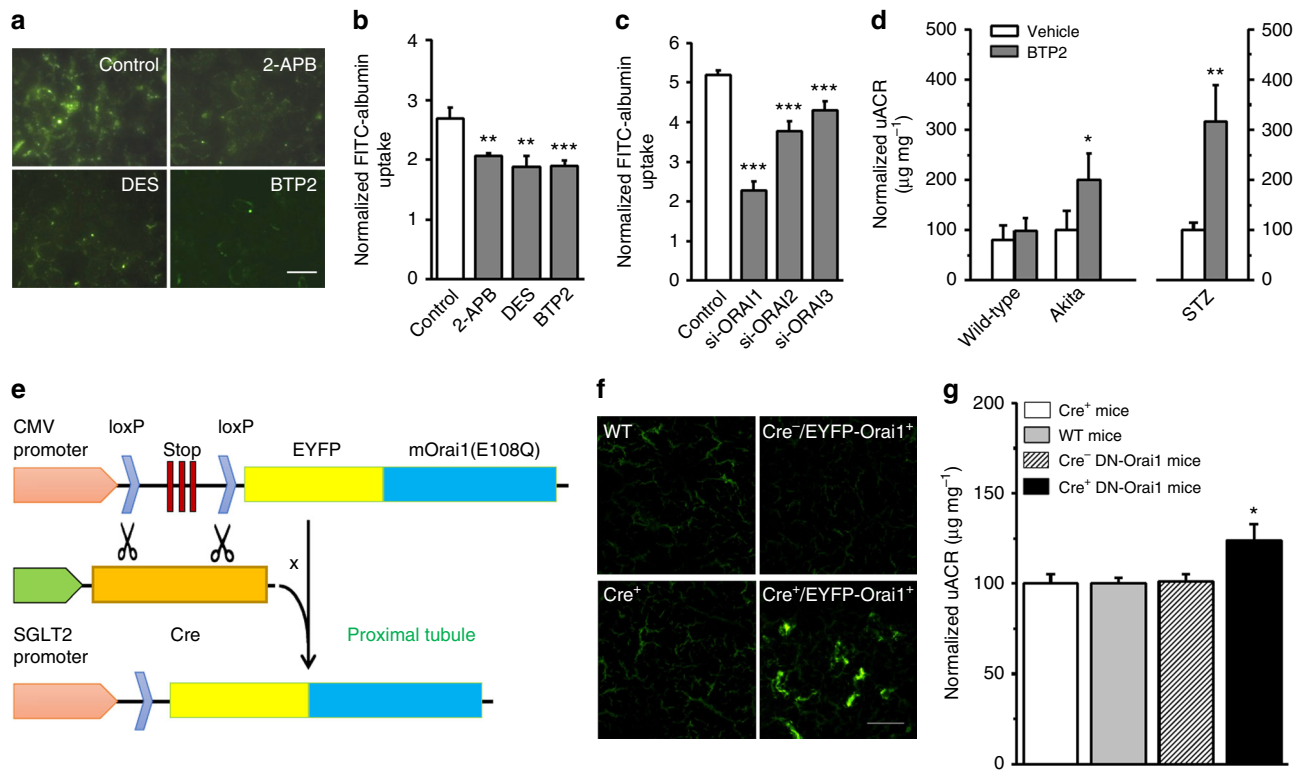 a
Control
2-APB
DES
BTP2
b
Normalized FITC-albumin
uptake
4
3
2
1
0
**
**
***
Control
2-APB
DES
BTP2
c
Normalized FITC-albumin
uptake
6
5
4
3
2
1
0
***
***
***
Control
si-ORAI1
si-ORAI2
si-ORAI3
d
Normalized uACR
(μg mg⁻¹)
500
400
300
200
100
0
Vehicle
BTP2
*
**
500
400
300
200
100
0
Wild-type
Akita
STZ
e
CMV
promoter
loxP
Stop
loxP
EYFP
mOrai1(E108Q)
x
SGLT2
promoter
Cre
Proximal tubule
f
WT
Cre⁻/EYFP-Orai1⁺
Cre⁺
Cre⁺/EYFP-Orai1⁺
g
Normalized uACR (μg mg⁻¹)
200
150
100
50
0
Cre⁺ mice
WT mice
Cre⁻ DN-Orai1 mice
Cre⁺ DN-Orai1 mice
*